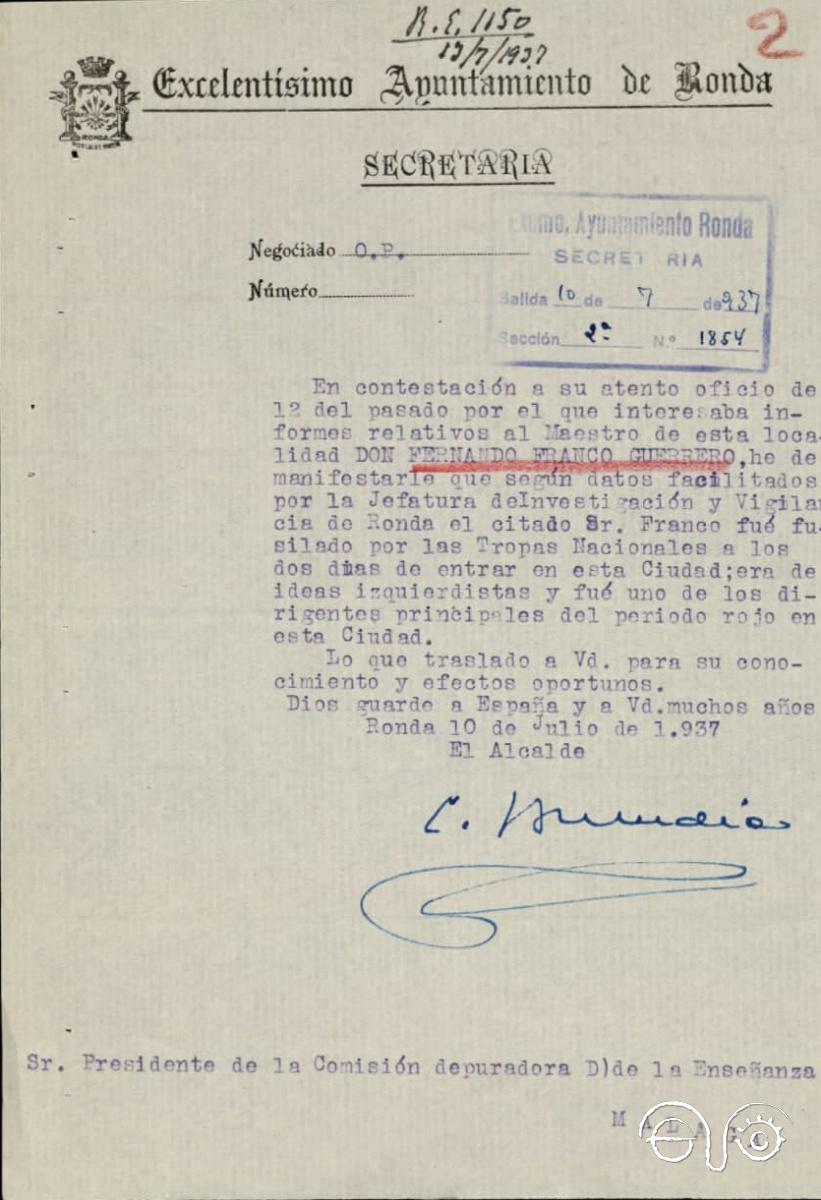 R.E. 1150
13/7/1937
2
Excelentísimo Ayuntamiento de Ronda
RONDA
SECRETARIA
Excmo. Ayuntamiento Ronda
SECRET RIA
Negociado O.P.
Número
Salida 10 de 7 de 937
Sección 2ª N.º 1854
En contestación a su atento oficio de
12 del pasado por el que interesaba in-
formes relativos al Maestro de esta loca-
lidad DON FERNANDO FRANCO GUERRERO,he de
manifestarle que según datos facilitados
por la Jefatura deInvestigación y Vigilan
cia de Ronda el citado Sr. Franco fué fu-
silado por las Tropas Nacionales a los
dos dias de entrar en esta Ciudad;era de
ideas izquierdistas y fué uno de los di-
rigentes principales del periodo rojo en
esta Ciudad.
Lo que traslado a Vd. para su cono-
cimiento y efectos oportunos.
Dios guarde a España y a Vd.muchos años
Ronda 10 de Julio de 1.937
El Alcalde
Sr. Presidente de la Comisión depuradora D)de la Enseñanza
MALAGA